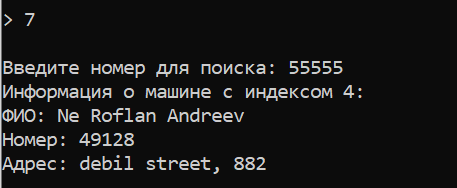 > 7
Введите номер для поиска: 55555
Информация о машине с индексом 4:
ФИО: Ne Roflan Andreev
Номер: 49128
Адрес: debil street, 882